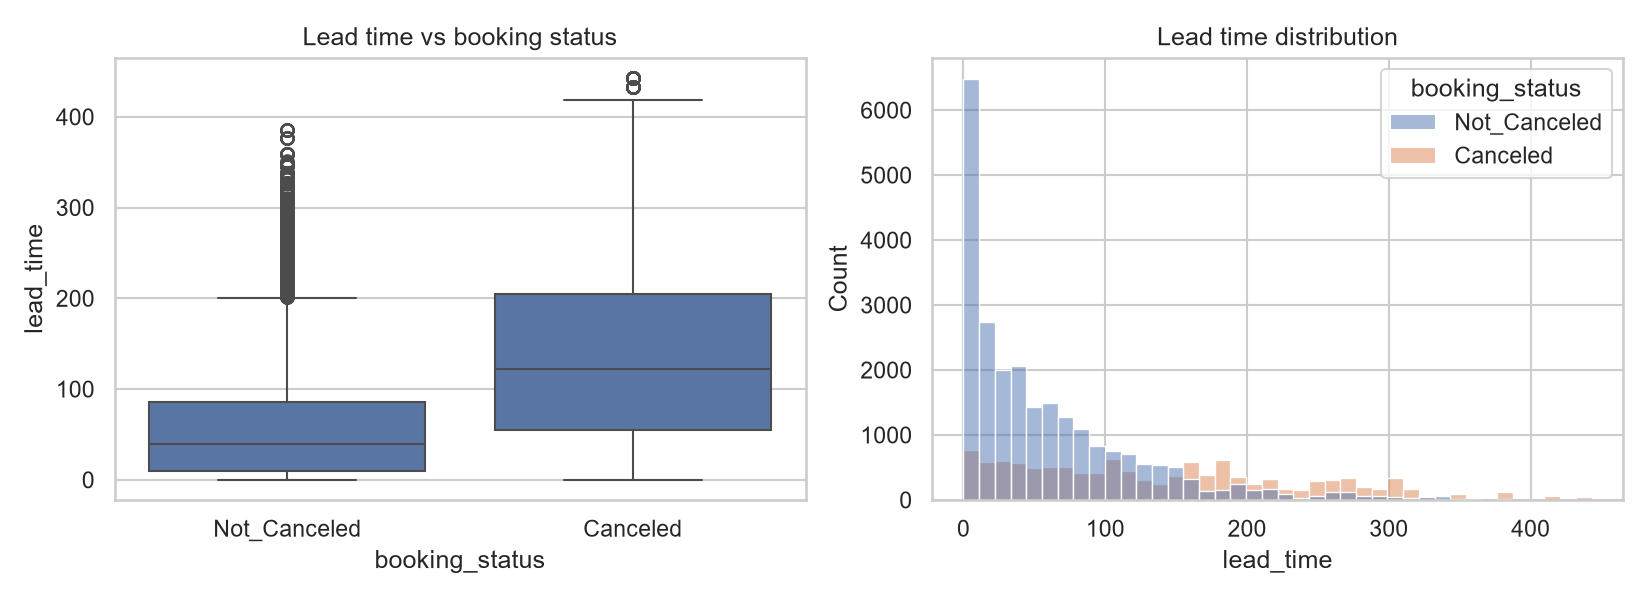 Lead time vs booking status
400
300
200
100
0
lead_time
Not_Canceled
Canceled
booking_status
Lead time distribution
booking_status
Not_Canceled
Canceled
6000
5000
4000
3000
2000
1000
0
Count
0
100
200
300
400
lead_time